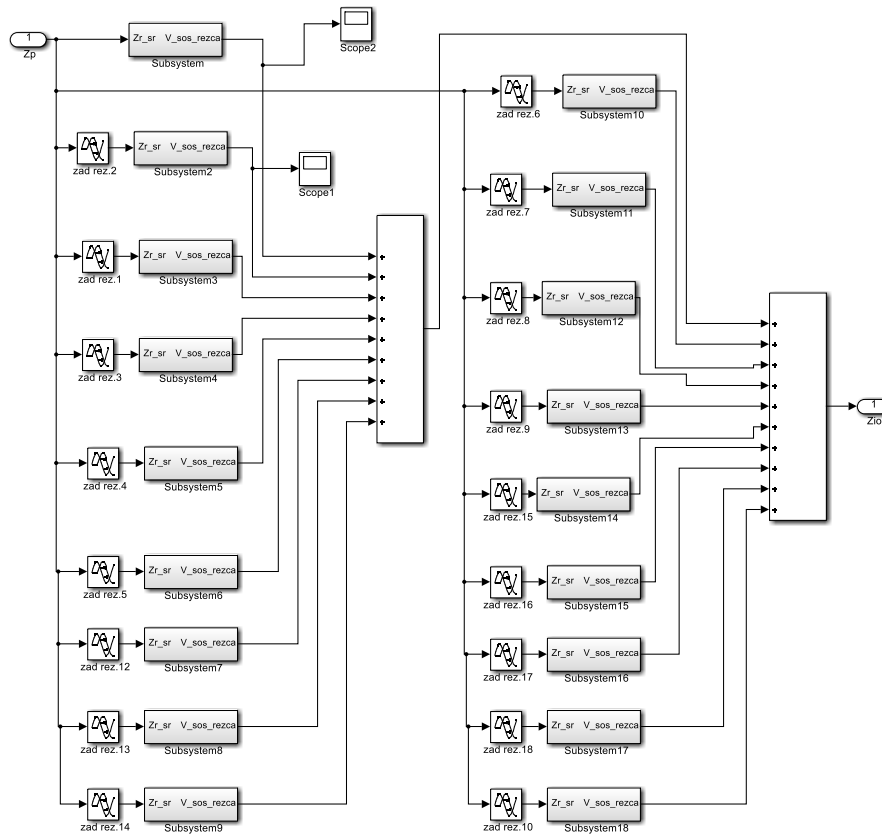 1
Zp
Zr_sr V_sos_rezca
Subsystem
Scope2
zad rez.2
Zr_sr V_sos_rezca
Subsystem2
Scope1
zad rez.1
Zr_sr V_sos_rezca
Subsystem3
zad rez.3
Zr_sr V_sos_rezca
Subsystem4
zad rez.4
Zr_sr V_sos_rezca
Subsystem5
zad rez.5
Zr_sr V_sos_rezca
Subsystem6
zad rez.12
Zr_sr V_sos_rezca
Subsystem7
zad rez.13
Zr_sr V_sos_rezca
Subsystem8
zad rez.14
Zr_sr V_sos_rezca
Subsystem9
+
+
+
+
+
+
+
+
+
zad rez.6
Zr_sr V_sos_rezca
Subsystem10
zad rez.7
Zr_sr V_sos_rezca
Subsystem11
zad rez.8
Zr_sr V_sos_rezca
Subsystem12
zad rez.9
Zr_sr V_sos_rezca
Subsystem13
zad rez.15
Zr_sr V_sos_rezca
Subsystem14
zad rez.16
Zr_sr V_sos_rezca
Subsystem15
zad rez.17
Zr_sr V_sos_rezca
Subsystem16
zad rez.18
Zr_sr V_sos_rezca
Subsystem17
zad rez.10
Zr_sr V_sos_rezca
Subsystem18
+
+
+
+
+
+
+
+
+
+
1
Zio